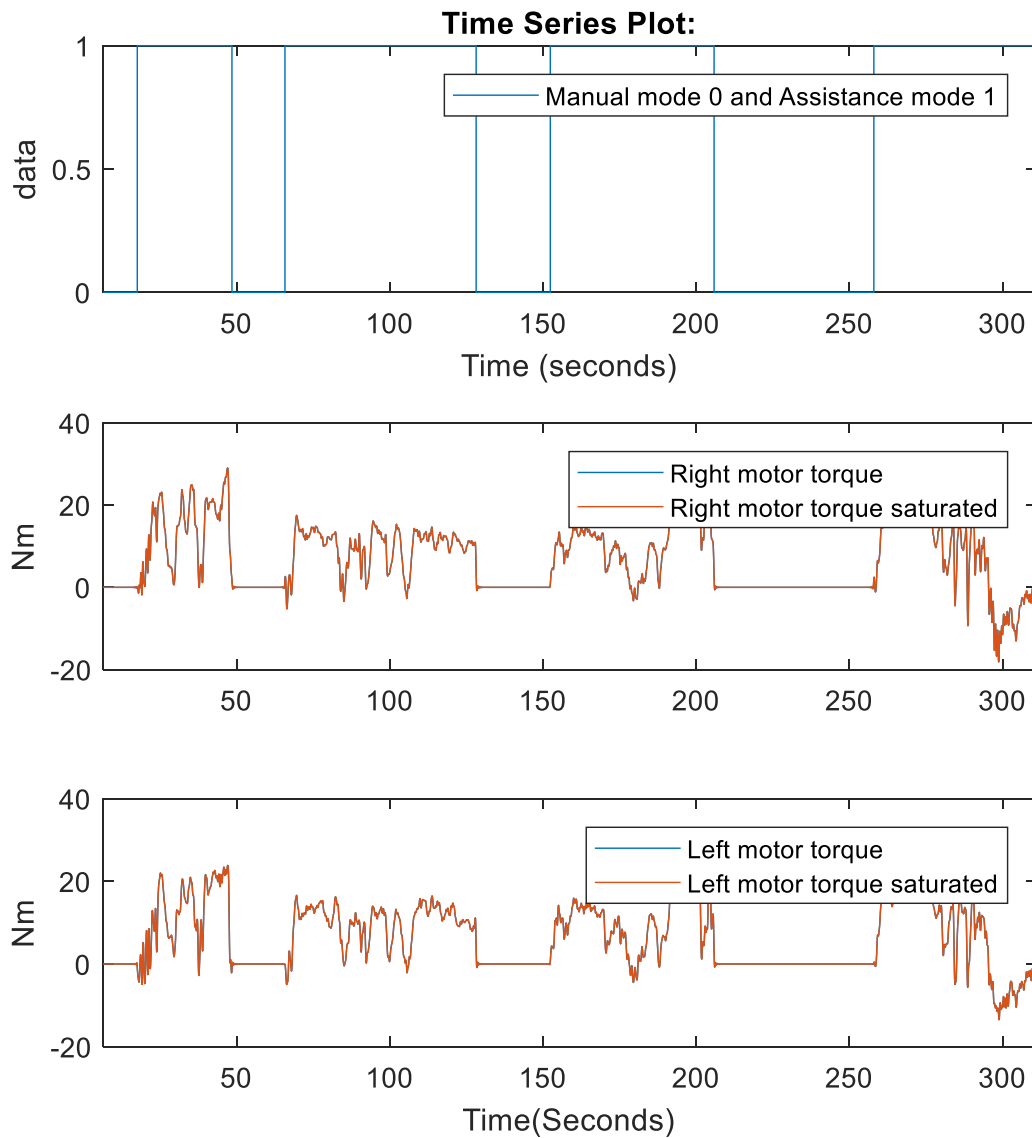 Time Series Plot:
1
0.5
0
data
Manual mode 0 and Assistance mode 1
50 100 150 200 250 300
Time (seconds)
40
20
0
-20
Nm
Right motor torque
Right motor torque saturated
50 100 150 200 250 300
40
20
0
-20
Nm
Left motor torque
Left motor torque saturated
50 100 150 200 250 300
Time(Seconds)